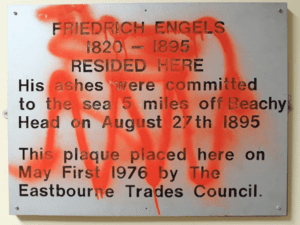 FRIEDRICH ENGELS
1820 - 1895
RESIDED HERE
His ashes were committed
to the sea 5 miles off Beachy
Head on August 27th 1895
This plaque placed here on
May First 1976 by The
Eastbourne Trades Council.